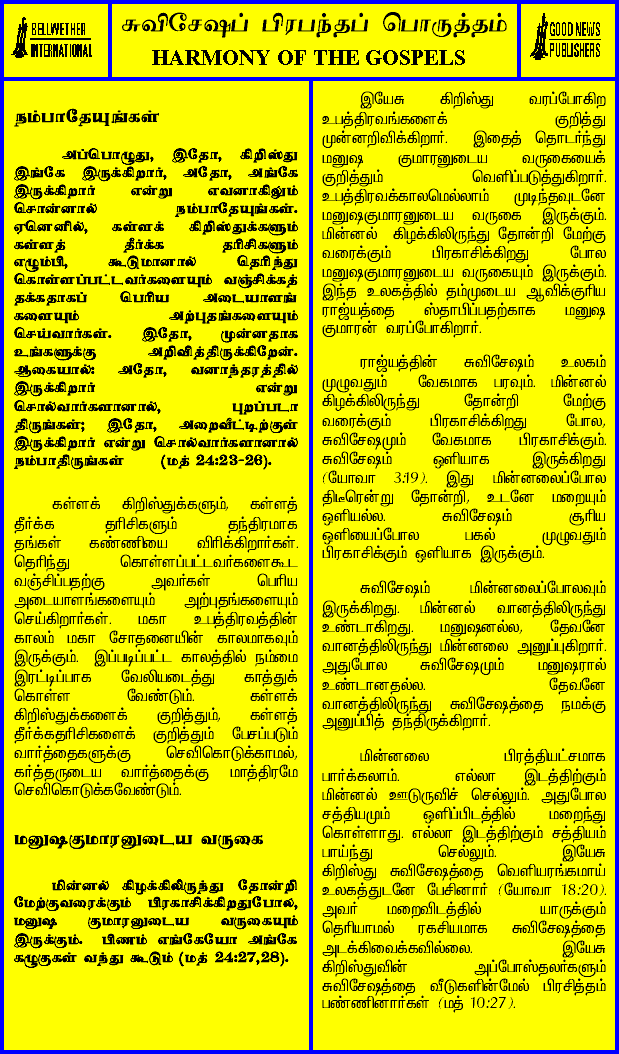 BELLWETHER
INTERNATIONAL
சுவிசேஷப் பிரபந்தப் பொருத்தம்
HARMONY OF THE GOSPELS
GOOD NEWS
PUBLISHERS
நம்பாதேயுங்கள்
அப்பொழுது, இதோ, கிறிஸ்து
இங்கே இருக்கிறார், அதோ, அங்கே
இருக்கிறார் என்று எவனாகிலும்
சொன்னால் நம்பாதேயுங்கள்.
ஏனெனில், கள்ளக் கிறிஸ்துக்களும்
கள்ளத் தீர்க்க தரிசிகளும்
எழும்பி, கூடுமானால் தெரிந்து
கொள்ளப்பட்டவர்களையும் வஞ்சிக்கத்
தக்கதாகப் பெரிய அடையாளங்
களையும் அற்புதங்களையும்
செய்வார்கள். இதோ, முன்னதாக
உங்களுக்கு அறிவித்திருக்கிறேன்.
ஆகையால்: அதோ, வனாந்தரத்தில்
இருக்கிறார் என்று
சொல்வார்களானால், புறப்படா
திருங்கள்; இதோ, அறைவீட்டிற்குள்
இருக்கிறார் என்று சொல்வார்களானால்
நம்பாதிருங்கள் (மத் 24:23-26).
கள்ளக் கிறிஸ்துக்களும், கள்ளத்
தீர்க்க தரிசிகளும் தந்திரமாக
தங்கள் கண்ணியை விரிக்கிறார்கள்.
தெரிந்து கொள்ளப்பட்டவர்களைகூட
வஞ்சிப்பதற்கு அவர்கள் பெரிய
அடையாளங்களையும் அற்புதங்களையும்
செய்கிறார்கள். மகா உபத்திரவத்தின்
காலம் மகா சோதனையின் காலமாகவும்
இருக்கும். இப்படிப்பட்ட காலத்தில் நம்மை
இரட்டிப்பாக வேலியடைத்து காத்துக்
கொள்ள வேண்டும். கள்ளக்
கிறிஸ்துக்களைக் குறித்தும், கள்ளத்
தீர்க்கதரிசிகளைக் குறித்தும் பேசப்படும்
வார்த்தைகளுக்கு செவிகொடுக்காமல்,
கர்த்தருடைய வார்த்தைக்கு மாத்திரமே
செவிகொடுக்கவேண்டும்.
மனுஷகுமாரனுடைய வருகை
மின்னல் கிழக்கிலிருந்து தோன்றி
மேற்குவரைக்கும் பிரகாசிக்கிறதுபோல,
மனுஷ குமாரனுடைய வருகையும்
இருக்கும். பிணம் எங்கேயோ அங்கே
கழுகுகள் வந்து கூடும் (மத் 24:27,28).
இயேசு கிறிஸ்து வரப்போகிற
உபத்திரவங்களைக் குறித்து
முன்னறிவிக்கிறார். இதைத் தொடர்ந்து
மனுஷ குமாரனுடைய வருகையைக்
குறித்தும் வெளிப்படுத்துகிறார்.
உபத்திரவக்காலமெல்லாம் முடிந்தவுடனே
மனுஷகுமாரனுடைய வருகை இருக்கும்.
மின்னல் கிழக்கிலிருந்து தோன்றி மேற்கு
வரைக்கும் பிரகாசிக்கிறது போல
மனுஷகுமாரனுடைய வருகையும் இருக்கும்.
இந்த உலகத்தில் தம்முடைய ஆவிக்குரிய
ராஜ்யத்தை ஸ்தாபிப்பதற்காக மனுஷ
குமாரன் வரப்போகிறார்.
ராஜ்யத்தின் சுவிசேஷம் உலகம்
முழுவதும் வேகமாக பரவும். மின்னல்
கிழக்கிலிருந்து தோன்றி மேற்கு
வரைக்கும் பிரகாசிக்கிறது போல,
சுவிசேஷமும் வேகமாக பிரகாசிக்கும்.
சுவிசேஷம் ஒளியாக இருக்கிறது
(யோவா 3:19). இது மின்னலைப்போல
திடீரென்று தோன்றி, உடனே மறையும்
ஒளியல்ல. சுவிசேஷம் சூரிய
ஒளியைப்போல பகல் முழுவதும்
பிரகாசிக்கும் ஒளியாக இருக்கும்.
சுவிசேஷம் மின்னலைப்போலவும்
இருக்கிறது. மின்னல் வானத்திலிருந்து
உண்டாகிறது. மனுஷனல்ல, தேவனே
வானத்திலிருந்து மின்னலை அனுப்புகிறார்.
அதுபோல சுவிசேஷமும் மனுஷரால்
உண்டானதல்ல. தேவனே
வானத்திலிருந்து சுவிசேஷத்தை நமக்கு
அனுப்பித் தந்திருக்கிறார்.
மின்னலை பிரத்தியட்சமாக
பார்க்கலாம். எல்லா இடத்திற்கும்
மின்னல் ஊடுருவிச் செல்லும். அதுபோல
சத்தியமும் ஒளிப்பிடத்தில் மறைந்து
கொள்ளாது. எல்லா இடத்திற்கும் சத்தியம்
பாய்ந்து செல்லும். இயேசு
கிறிஸ்து சுவிசேஷத்தை வெளியரங்கமாய்
உலகத்துடனே பேசினார் (யோவா 18:20).
அவர் மறைவிடத்தில் யாருக்கும்
தெரியாமல் ரகசியமாக சுவிசேஷத்தை
அடக்கிவைக்கவில்லை. இயேசு
கிறிஸ்துவின் அப்போஸ்தலர்களும்
சுவிசேஷத்தை வீடுகளின்மேல் பிரசித்தம்
பண்ணினார்கள் (மத் 10:27).